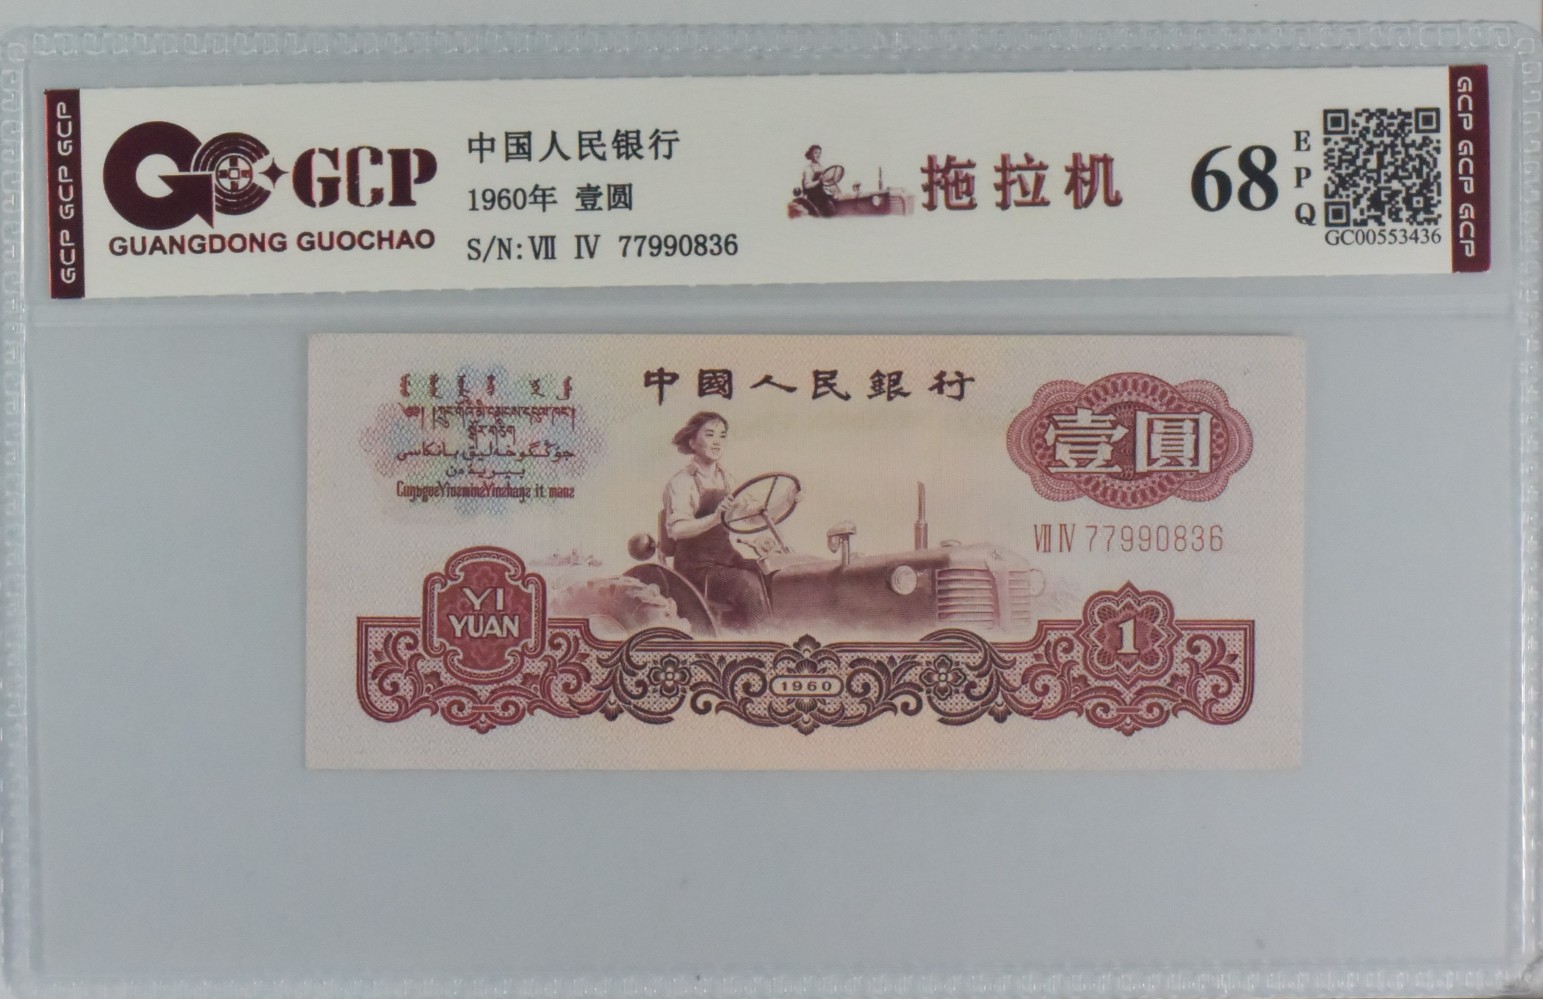 GCP GCP GCP
GCP
GUANGDONG GUOCHAO
中国人民银行
1960年 壹圆
S/N: Ⅶ Ⅳ 77990836
拖拉机
68
EPQ
GC00553436
GCP GCP GCP
中國人民銀行
壹圓
Ⅶ Ⅳ 77990836
YI
YUAN
1
1960